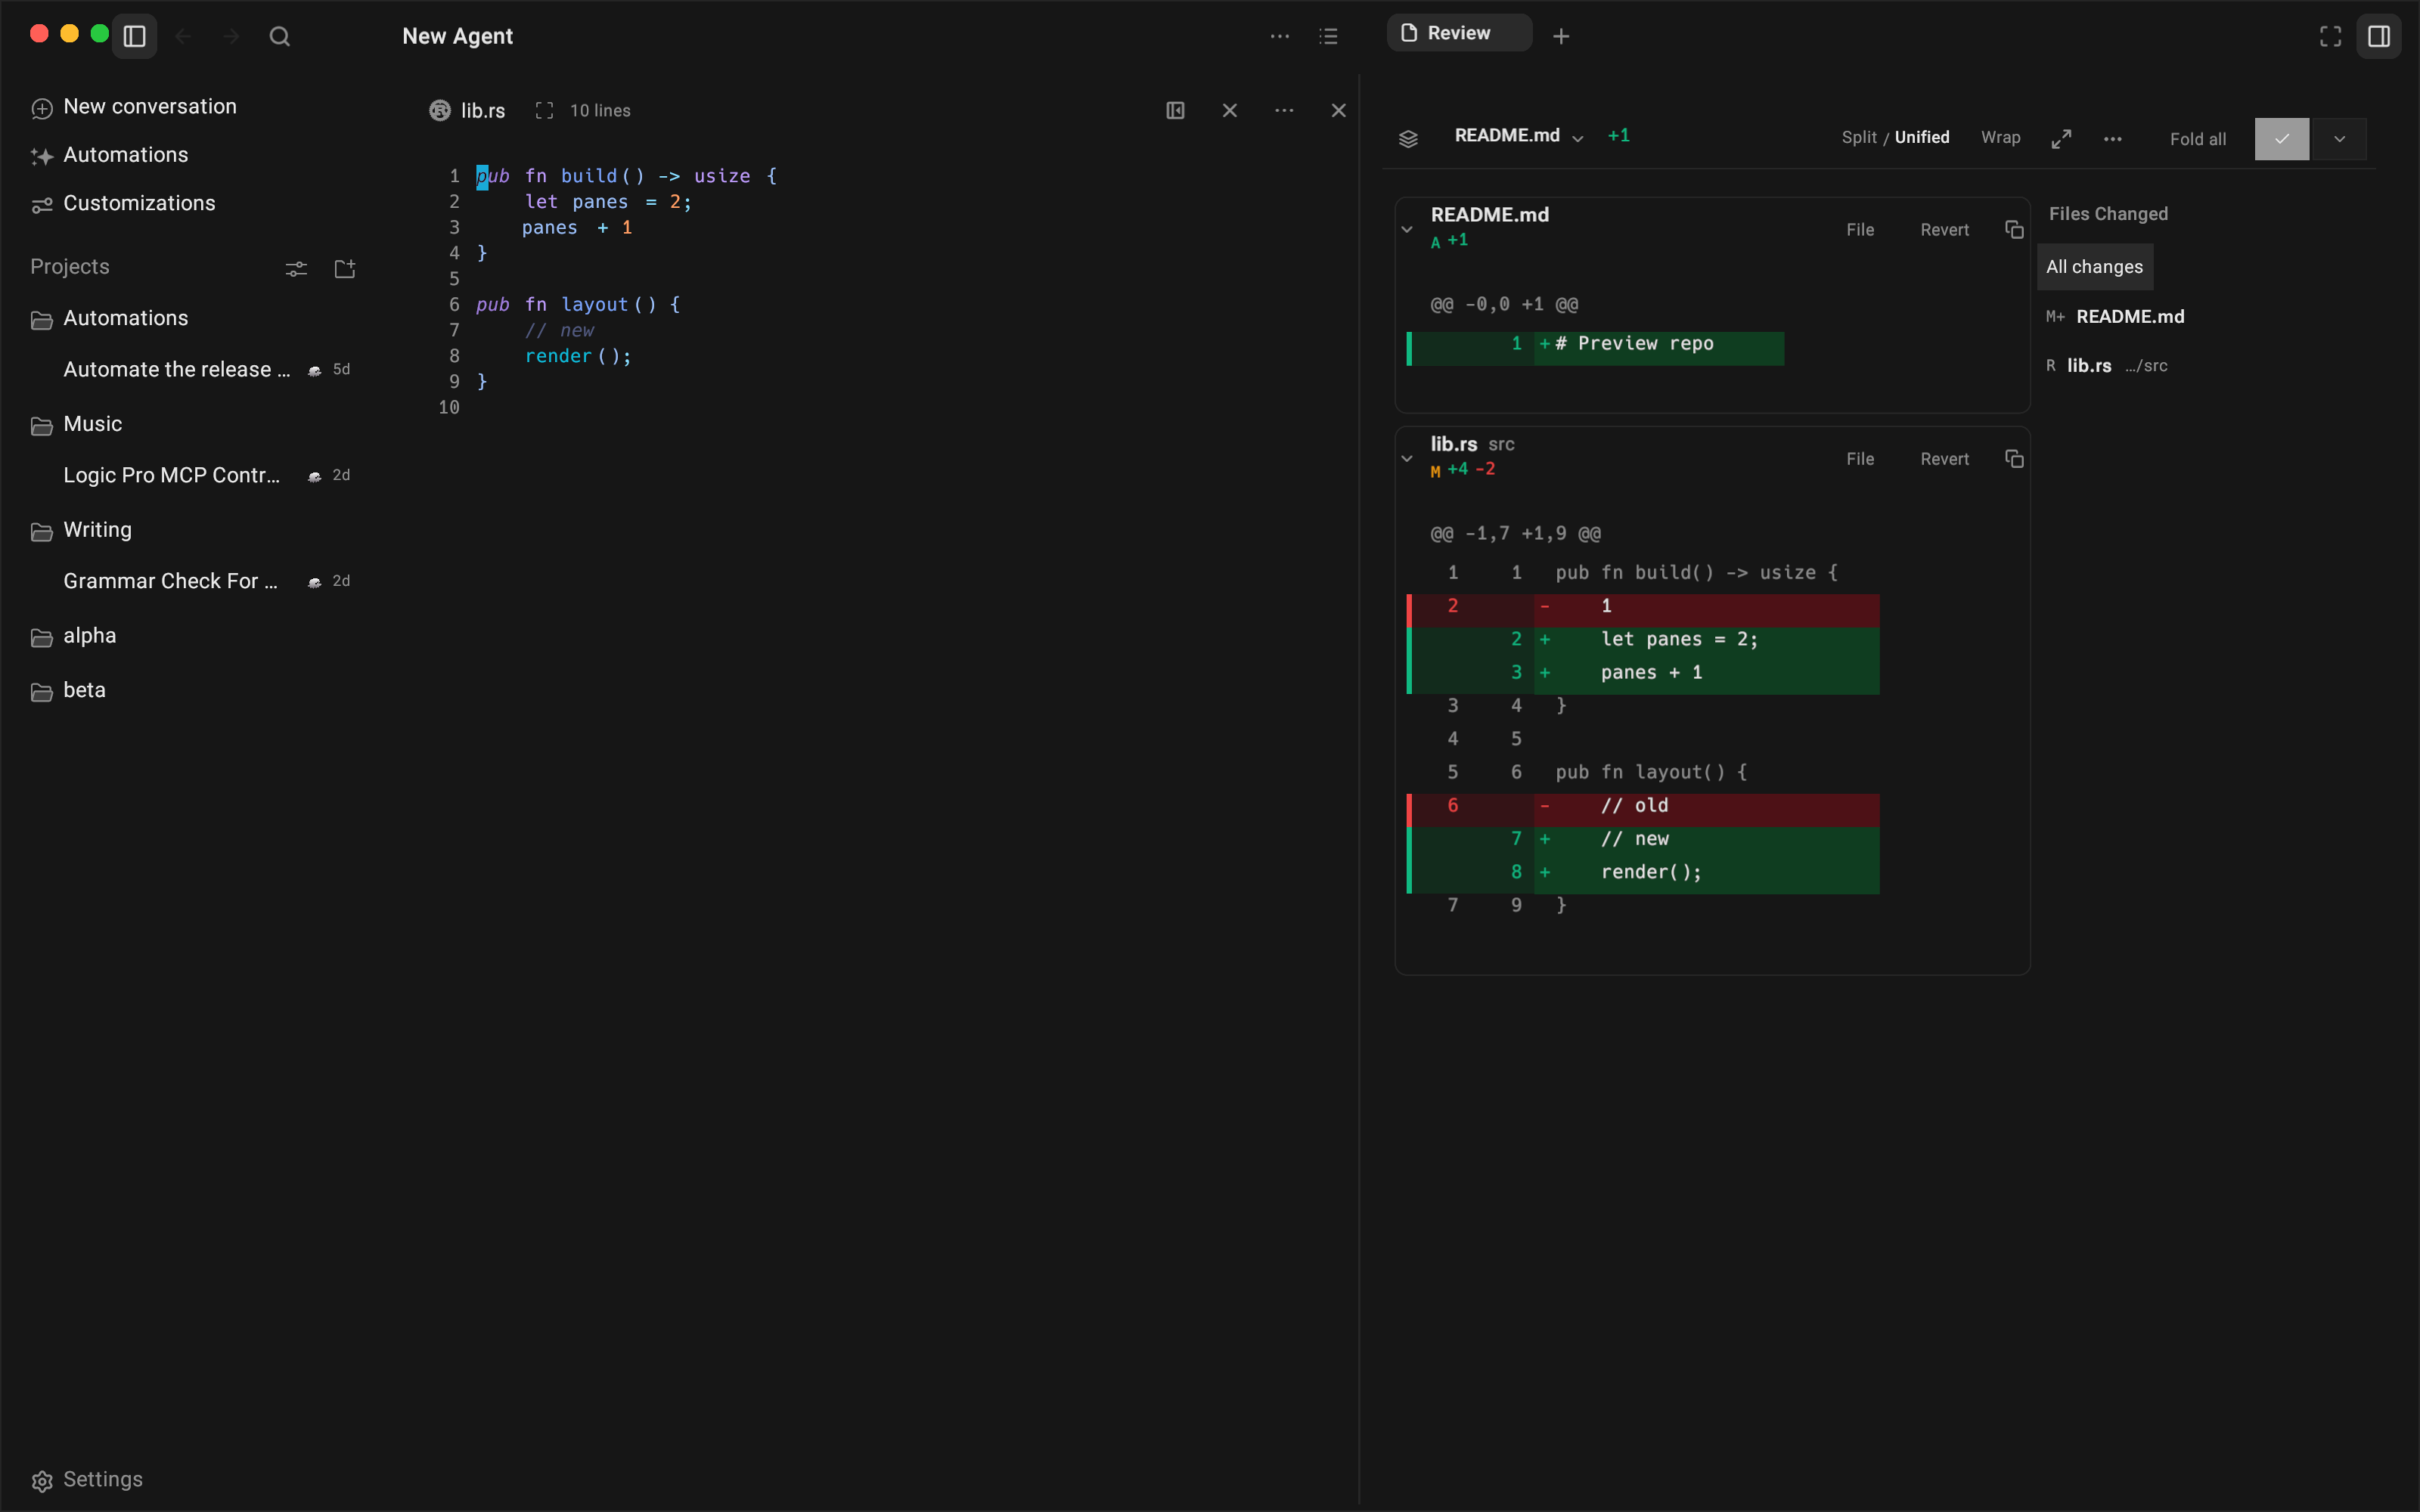 New Agent
Review
New conversation
Automations
Customizations
Projects
Automations
Automate the release ... 5d
Music
Logic Pro MCP Contr... 2d
Writing
Grammar Check For ... 2d
alpha
beta
Settings
lib.rs 10 lines
1 pub fn build() -> usize {
2     let panes = 2;
3     panes + 1
4 }
5
6 pub fn layout() {
7     // new
8     render();
9 }
10
README.md +1 Split / Unified Wrap Fold all
README.md File Revert
A +1
@@ -0,0 +1 @@
1 +# Preview repo
lib.rs src File Revert
M +4 -2
@@ -1,7 +1,9 @@
1 1 pub fn build() -> usize {
2 -     1
2 +     let panes = 2;
3 +     panes + 1
3 4 }
4 5
5 6 pub fn layout() {
6 -     // old
7 +     // new
8 +     render();
7 9 }
Files Changed
All changes
M+ README.md
R lib.rs .../src